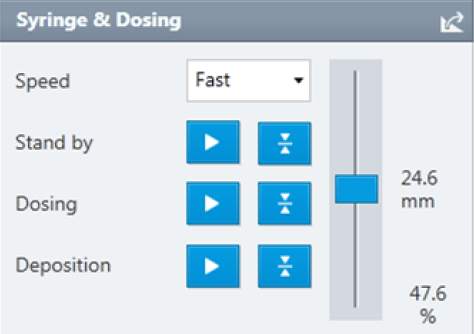 Syringe & Dosing
Speed
Fast
Stand by
Dosing
Deposition
24.6
mm
47.6
%